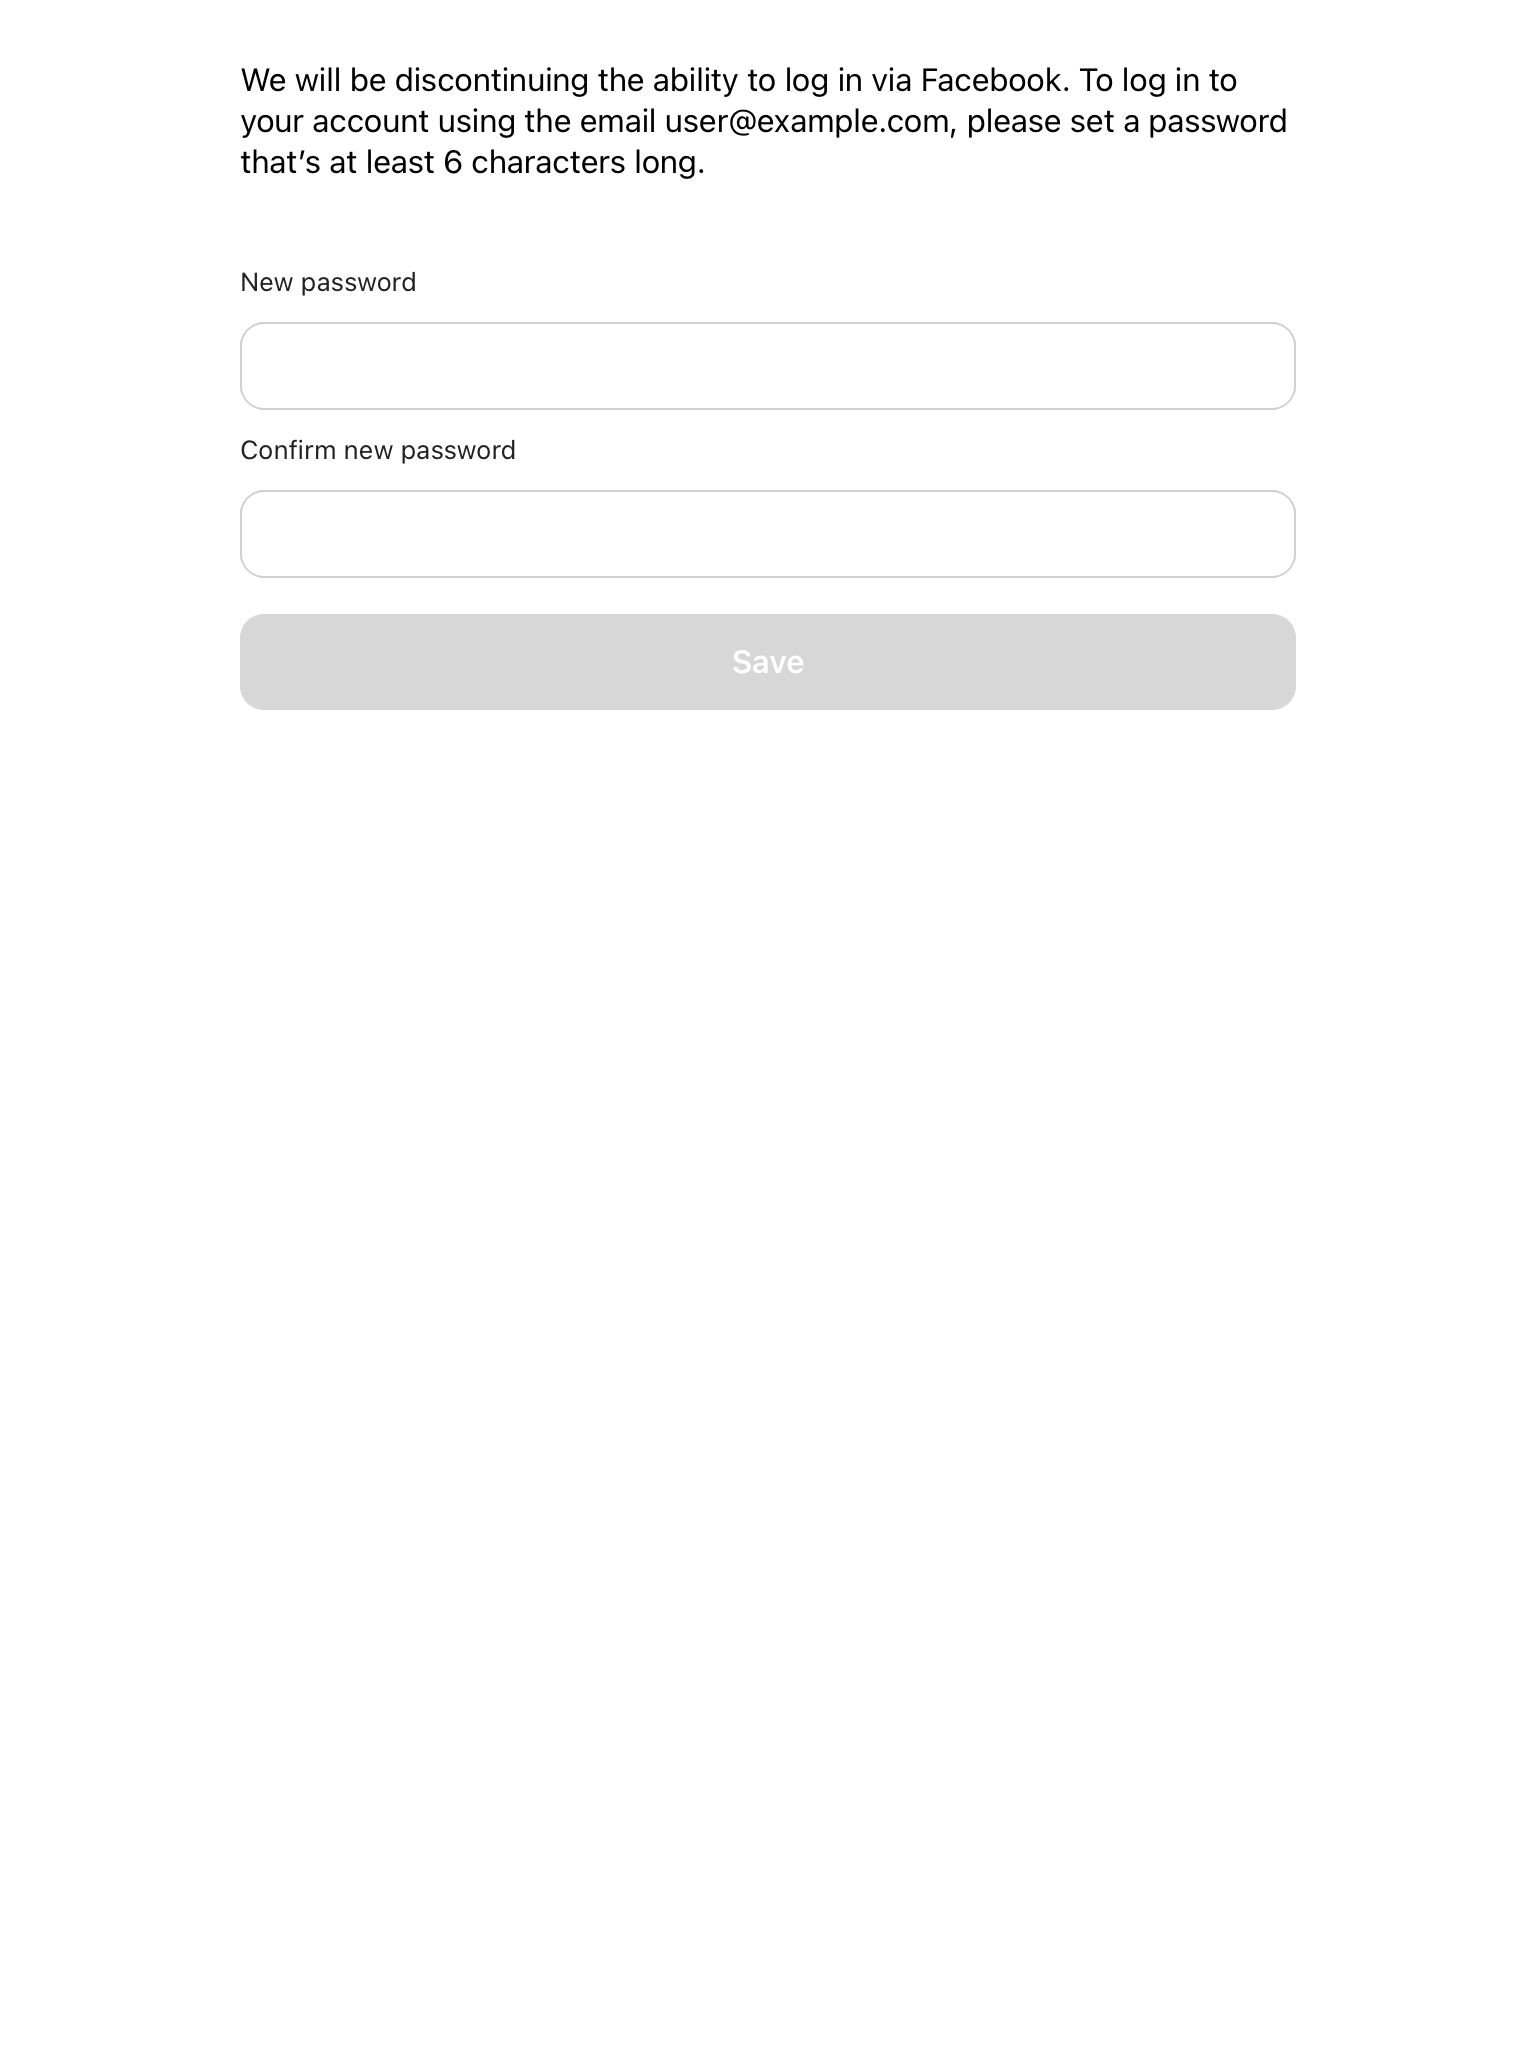 We will be discontinuing the ability to log in via Facebook. To log in to
your account using the email user@example.com, please set a password
that’s at least 6 characters long.
New password
Confirm new password
Save